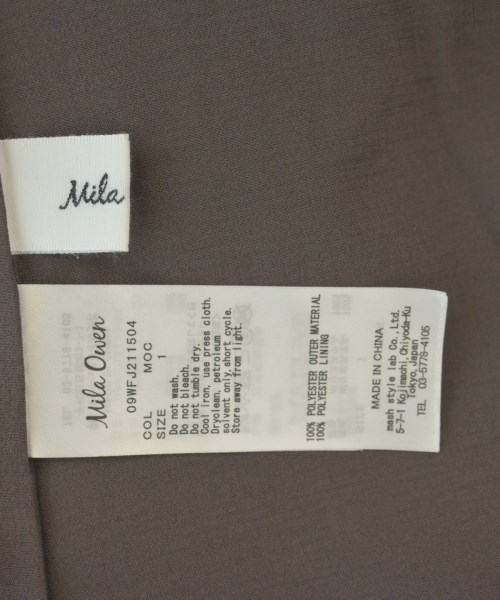 Mila
Mila Owen
09WFJ211504
COL MOC
SIZE 1
Do not wash.
Do not bleach.
Do not tumble dry.
Cool iron, use press cloth.
Dryclean, petroleum
solvent only, short cycle.
Store away from light.
100% POLYESTER OUTER MATERIAL
100% POLYESTER LINING
MADE IN CHINA
mash style lab Co.,Ltd.
5-7-1 Kojimachi, Chiyoda-Ku
Tokyo, Japan
TEL 03-5778-4105